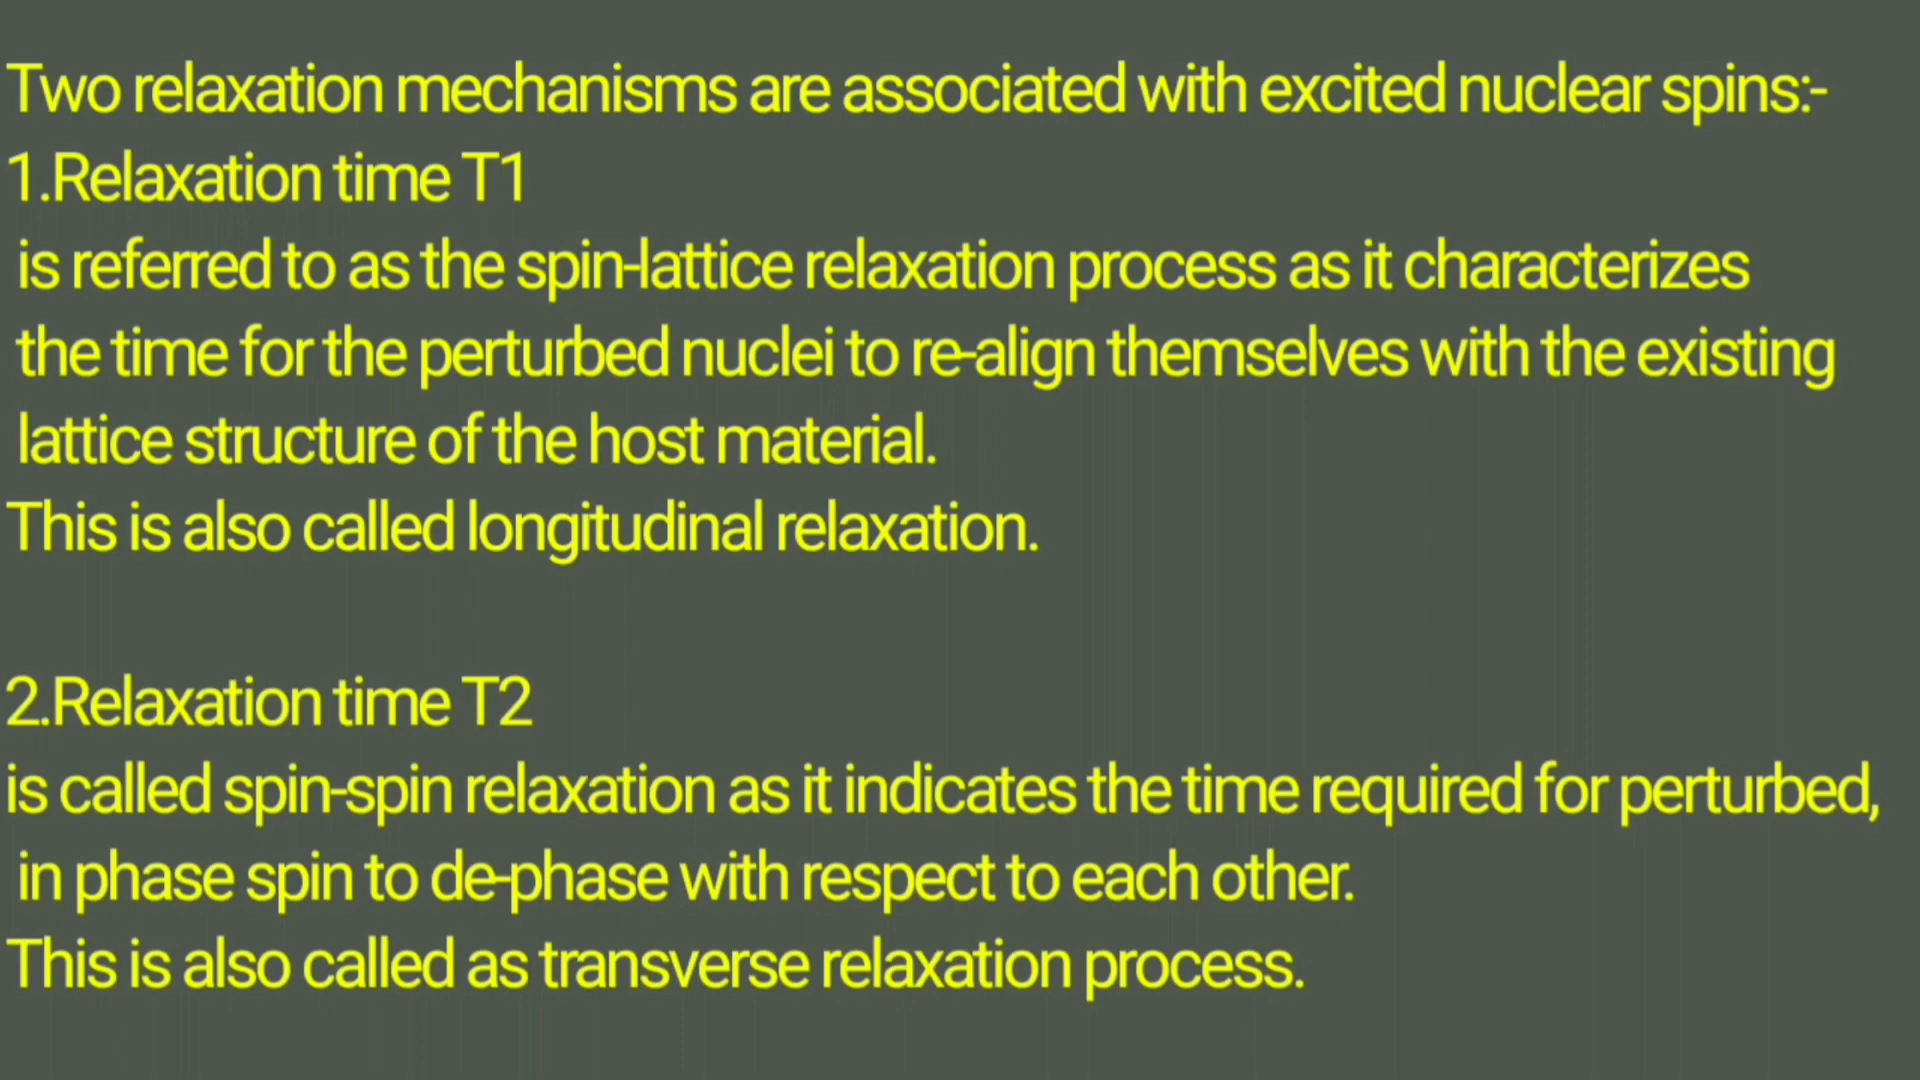 Two relaxation mechanisms are associated with excited nuclear spins:-
1.Relaxation time T1
is referred to as the spin-lattice relaxation process as it characterizes
the time for the perturbed nuclei to re-align themselves with the existing
lattice structure of the host material.
This is also called longitudinal relaxation.
2.Relaxation time T2
is called spin-spin relaxation as it indicates the time required for perturbed,
in phase spin to de-phase with respect to each other.
This is also called as transverse relaxation process.